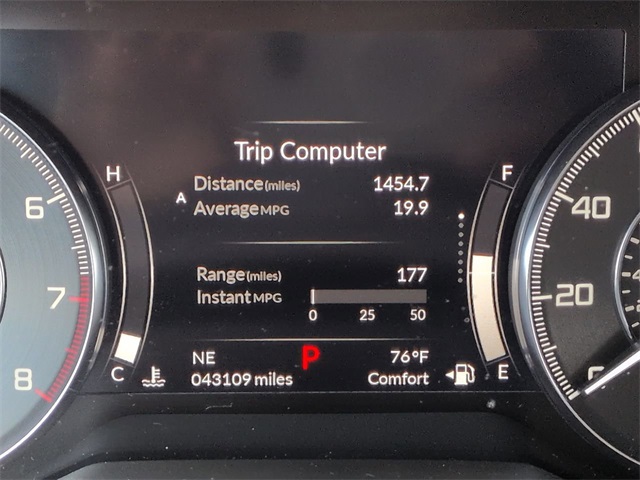 Trip Computer
H
F
A
Distance(miles) 1454.7
Average MPG 19.9
6
40
Range(miles) 177
Instant MPG
0 25 50
7
20
NE P 76°F
043109 miles Comfort
C
E
8